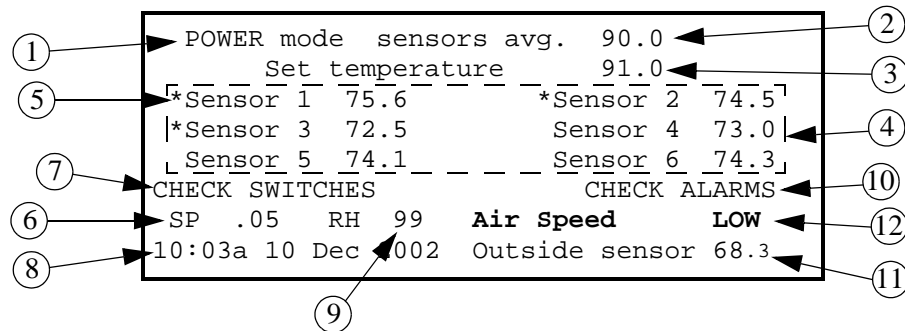 POWER mode sensors avg. 90.0
Set temperature 91.0
*Sensor 1 75.6 *Sensor 2 74.5
*Sensor 3 72.5 Sensor 4 73.0
Sensor 5 74.1 Sensor 6 74.3
CHECK SWITCHES CHECK ALARMS
SP .05 RH 99 Air Speed LOW
10:03a 10 Dec 2002 Outside sensor 68.3
1
2
3
5
4
7
10
6
12
8
11
9